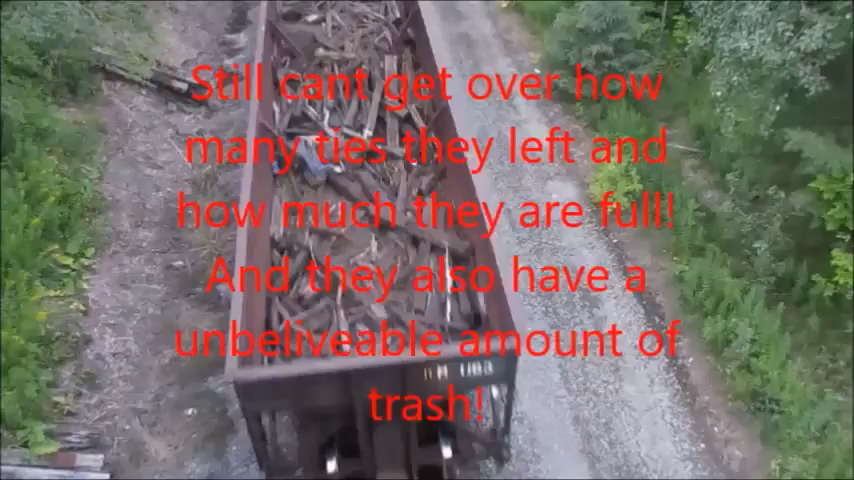 Still cant get over how
many ties they left and
how much they are full!
And they also have a
unbeliveable amount of
trash!